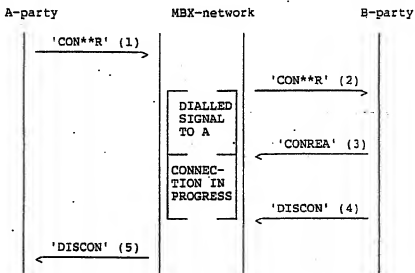 A-party MBX-network B-party
'CON**R' (1)
'CON**R' (2)
DIALLED
SIGNAL
TO A
'CONREA' (3)
CONNEC-
TION IN
PROGRESS
'DISCON' (4)
'DISCON' (5)